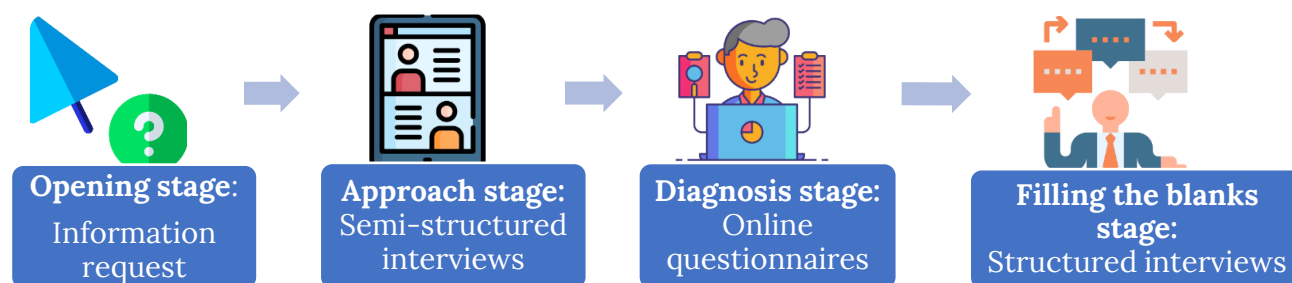 Opening stage:
Information
request
Approach stage:
Semi-structured
interviews
Diagnosis stage:
Online
questionnaires
Filling the blanks
stage:
Structured interviews